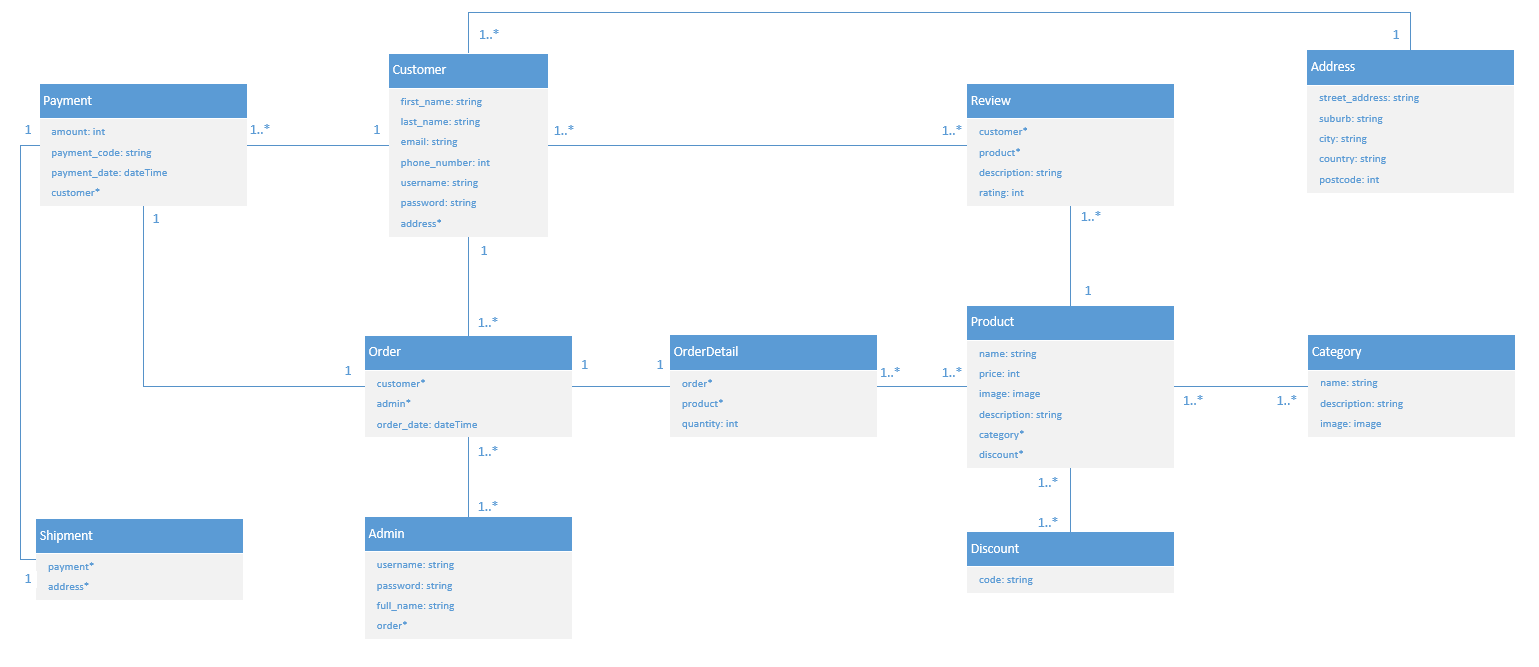 1..*
1
Customer
first_name: string
last_name: string
email: string
phone_number: int
username: string
password: string
address*
Address
street_address: string
suburb: string
city: string
country: string
postcode: int
Payment
amount: int
payment_code: string
payment_date: dateTime
customer*
1
1..*
1
1..*
1..*
Review
customer*
product*
description: string
rating: int
1
1
1..*
1..*
1
Order
customer*
admin*
order_date: dateTime
1
1
1
OrderDetail
order*
product*
quantity: int
1..*
1..*
Product
name: string
price: int
image: image
description: string
category*
discount*
1..*
1..*
Category
name: string
description: string
image: image
1..*
1..*
1..*
1..*
Shipment
payment*
address*
1
Admin
username: string
password: string
full_name: string
order*
Discount
code: string